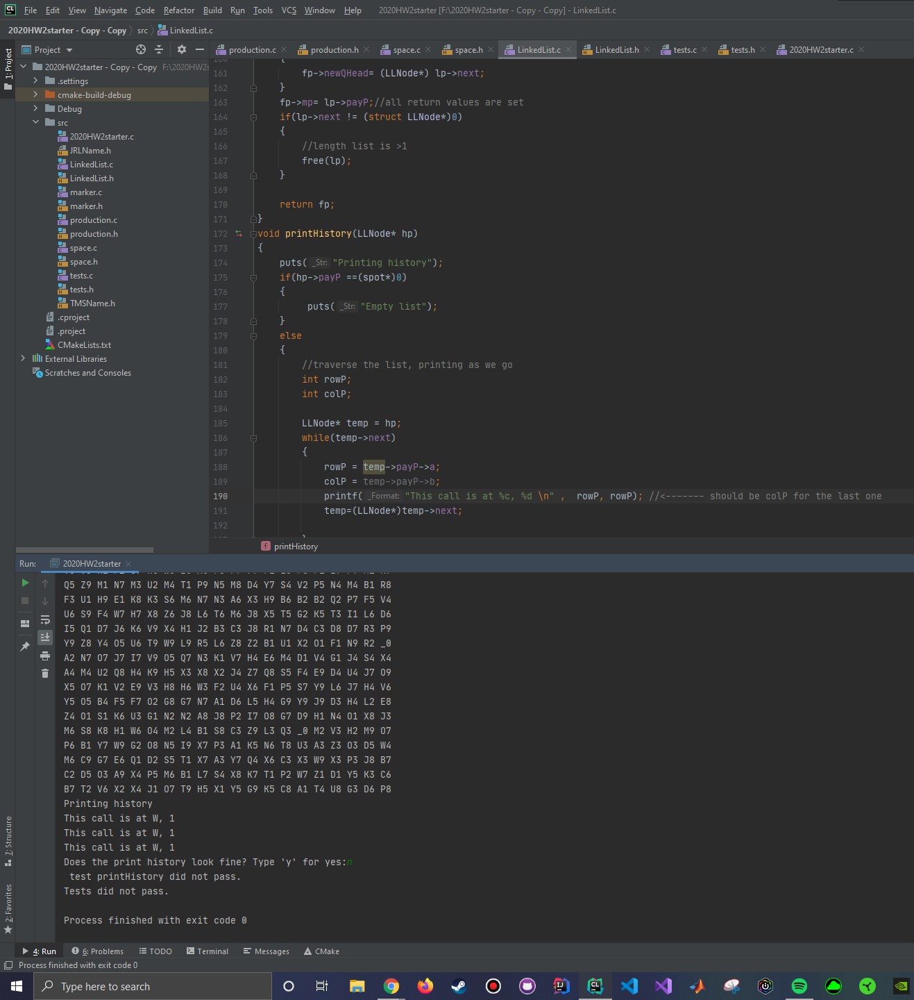 File Edit View Navigate Code Refactor Build Run Tools VCS Window Help 2020HW2starter [F:\2020HW2starter - Copy - Copy] - LinkedList.c
2020HW2starter - Copy - Copy src LinkedList.c
1: Project
Project
production.c production.h space.c space.h LinkedList.c LinkedList.h tests.c tests.h 2020HW2starter.c
2020HW2starter - Copy - Copy F:\2020HW2s
.settings
cmake-build-debug
Debug
src
2020HW2starter.c
JRLName.h
LinkedList.c
LinkedList.h
marker.c
marker.h
production.c
production.h
space.c
space.h
tests.c
tests.h
TMSName.h
.cproject
.project
CMakeLists.txt
External Libraries
Scratches and Consoles
160 {
161 fp->newQHead= (LLNode*) lp->next;
162 }
163 fp->mp= lp->payP;//all return values are set
164 if(lp->next != (struct LLNode*)0)
165 {
166 //length list is >1
167 free(lp);
168 }
169
170 return fp;
171 }
172 void printHistory(LLNode* hp)
173 {
174 puts( _Str: "Printing history");
175 if(hp->payP ==(spot*)0)
176 {
177 puts( _Str: "Empty list");
178 }
179 else
180 {
181 //traverse the list, printing as we go
182 int rowP;
183 int colP;
184
185 LLNode* temp = hp;
186 while(temp->next)
187 {
188 rowP = temp->payP->a;
189 colP = temp->payP->b;
190 printf( _Format: "This call is at %c, %d \n" , rowP, rowP); //<------- should be colP for the last one
191 temp=(LLNode*)temp->next;
192
printHistory
Run: 2020HW2starter
Q5 Z9 M1 N7 M3 U2 M4 T1 P9 N5 M8 D4 Y7 S4 V2 P5 N4 M4 B1 R8
F3 U1 H9 E1 K8 K3 S6 M6 N7 N3 A6 X3 H9 B6 B2 B2 Q2 P7 F5 V4
U6 S9 F4 W7 H7 X8 Z6 J8 L6 T6 M6 J8 X5 T5 G2 K5 T3 I1 L6 D6
I5 Q1 D7 J6 K6 V9 X4 H1 J2 B3 C3 J8 R1 N7 D4 C3 D8 D7 R3 P9
Y9 Z8 Y4 O5 U6 T9 W9 L9 R5 L6 Z8 Z2 B1 U1 X2 O1 F1 N9 R2 _0
A2 N7 O7 J7 I7 V9 O5 Q7 N3 K1 V7 H4 E6 M4 D1 V4 G1 J4 S4 X4
A4 M4 U2 Q8 H4 K9 H5 X3 X8 X2 J4 Z7 Q8 S5 F4 E9 D4 U4 J7 O9
X5 O7 K1 V2 E9 V3 H8 H6 W3 F2 U4 X6 F1 P5 S7 Y9 L6 J7 H4 V6
Y5 O5 B4 F5 F7 O2 G8 G7 N7 A1 D6 L5 H4 G9 Y9 J9 D3 H4 L2 E8
Z4 O1 S1 K6 U3 G1 N2 N2 A8 J8 P2 I7 O8 G7 D9 H1 N4 O1 X8 J3
M6 S8 K8 H1 W6 O4 M2 L4 B1 S8 C3 Z9 L3 Q3 _0 M2 V3 H2 M9 O7
P6 B1 Y7 W9 G2 O8 N5 I9 X7 P3 A1 K5 N6 T8 U3 A3 Z3 O3 D5 W4
M6 C9 G7 E6 Q1 D2 S5 T1 X7 A3 Y7 Q4 X6 C3 X3 W9 X3 P3 J8 B7
C2 D5 O3 A9 X4 P5 M6 B1 L7 S4 X8 K7 T1 P2 W7 Z1 D1 Y5 K3 C6
B7 T2 V6 X2 X4 J1 O7 T9 H5 X1 Y5 G9 K5 C8 A1 T4 U8 G3 D6 P8
Printing history
This call is at W, 1
This call is at W, 1
This call is at W, 1
Does the print history look fine? Type 'y' for yes:n
test printHistory did not pass.
Tests did not pass.
Process finished with exit code 0
7: Structure
2: Favorites
4: Run 6: Problems TODO Terminal Messages CMake
Process finished with exit code 0
Type here to search